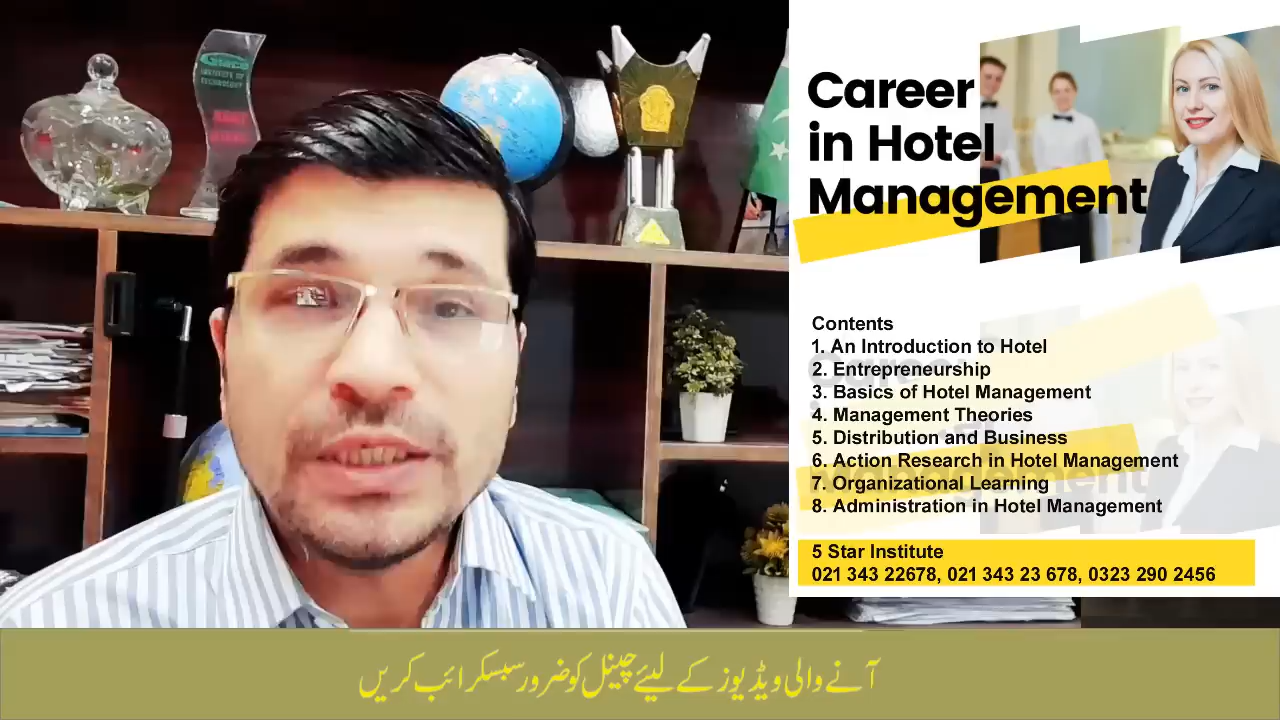 Career
in Hotel
Management
Contents
1. An Introduction to Hotel
2. Entrepreneurship
3. Basics of Hotel Management
4. Management Theories
5. Distribution and Business
6. Action Research in Hotel Management
7. Organizational Learning
8. Administration in Hotel Management
5 Star Institute
021 343 22678, 021 343 23 678, 0323 290 2456
آنے والی ویڈیوز کے لیئے چینل کو ضرور سبسکرائب کریں